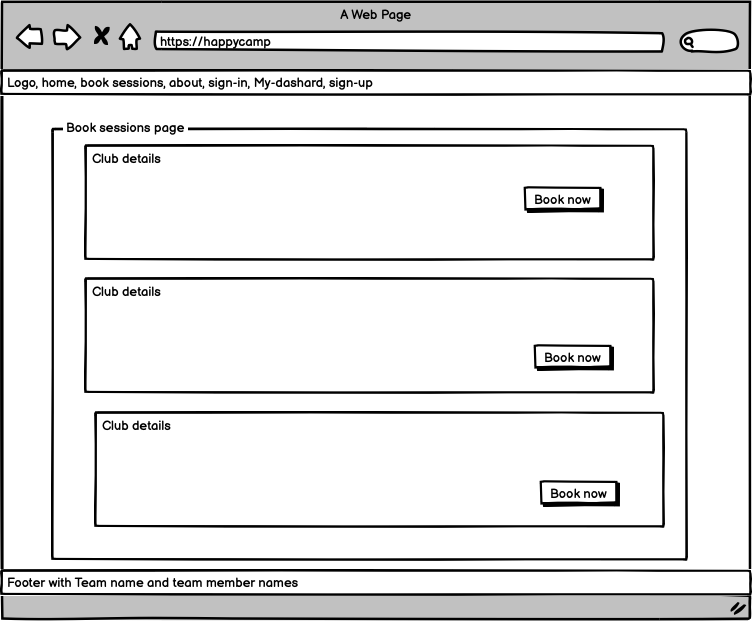 A Web Page
https://happycamp
Logo, home, book sessions, about, sign-in, My-dashard, sign-up
Book sessions page
Club details
Book now
Club details
Book now
Club details
Book now
Footer with Team name and team member names